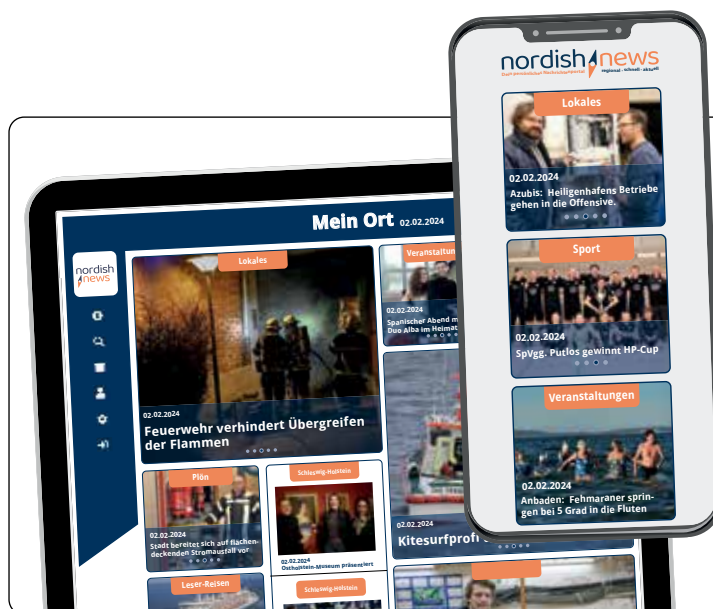 nordish news
Dein persönliches Nachrichtenportal
regional - schnell - aktuell
Lokales
02.02.2024
Azubis: Heiligenhafens Betriebe
gehen in die Offensive.
Sport
02.02.2024
SpVgg. Putlos gewinnt HP-Cup
Veranstaltungen
02.02.2024
Anbaden: Fehmaraner sprin-
gen bei 5 Grad in die Fluten
Mein Ort 02.02.2024
nordish
news
Lokales
02.02.2024
Feuerwehr verhindert Übergreifen
der Flammen
Veranstaltun
02.02.2024
Spanischer Abend m
Duo Alba im Heimat
02.02.2024
Kitesurfprofi
Plön
02.02.2024
Stadt bereitet sich auf flächen-
deckenden Stromausfall vor
Schleswig-Holstein
02.02.2024
Ostholstein-Museum präsentiert
Leser-Reisen
Schleswig-Holstein